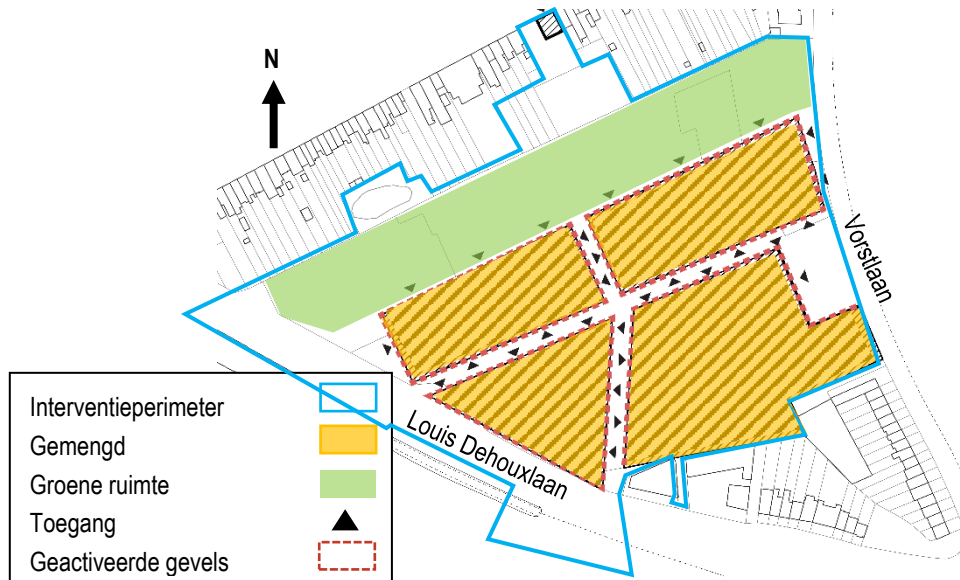 N
Vorstlaan
Louis Dehouxlaan
Interventieperimeter
Gemengd
Groene ruimte
Toegang
Geactiveerde gevels